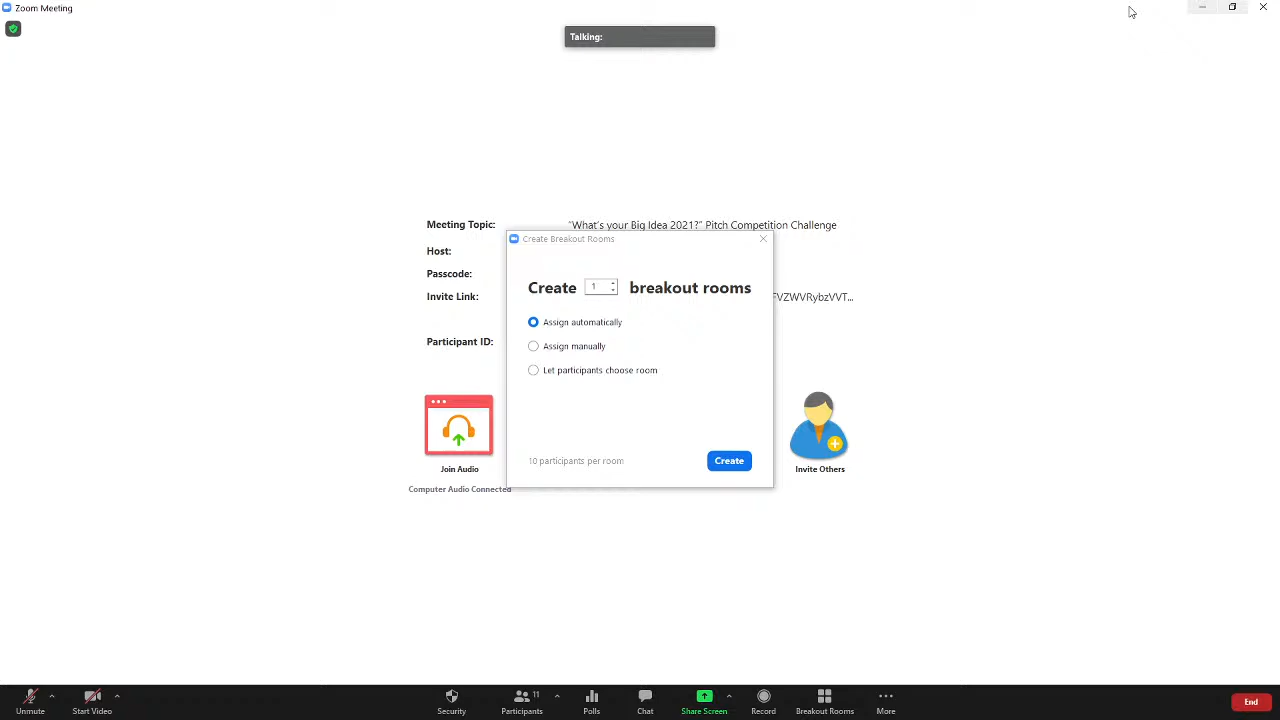 Zoom Meeting
Talking:
Meeting Topic: "What's your Big Idea 2021?" Pitch Competition Challenge
Host:
Passcode:
Invite Link: FVZWVRybzVVT...
Participant ID:
Create Breakout Rooms
Create 1 breakout rooms
Assign automatically
Assign manually
Let participants choose room
10 participants per room
Create
Join Audio
Computer Audio Connected
Invite Others
Unmute
Start Video
Security
Participants 11
Polls
Chat
Share Screen
Record
Breakout Rooms
More
End